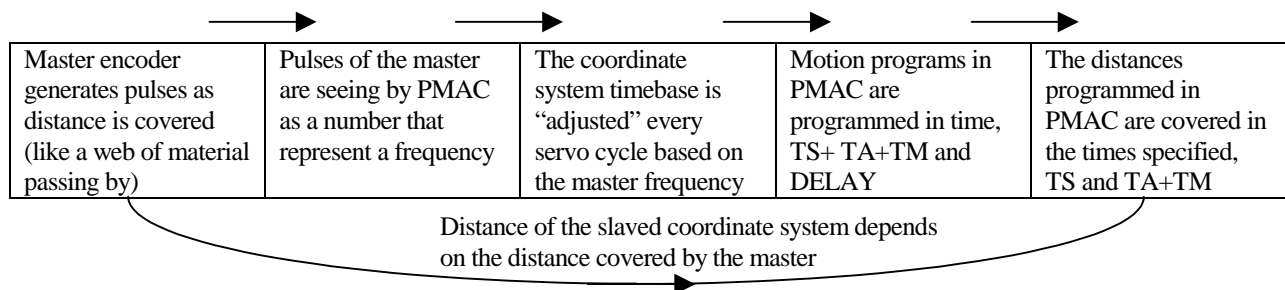 Master encoder
generates pulses as
distance is covered
(like a web of material
passing by)
Pulses of the master
are seeing by PMAC
as a number that
represent a frequency
The coordinate
system timebase is
“adjusted” every
servo cycle based on
the master frequency
Motion programs in
PMAC are
programmed in time,
TS+ TA+TM and
DELAY
The distances
programmed in
PMAC are covered in
the times specified,
TS and TA+TM
Distance of the slaved coordinate system depends
on the distance covered by the master